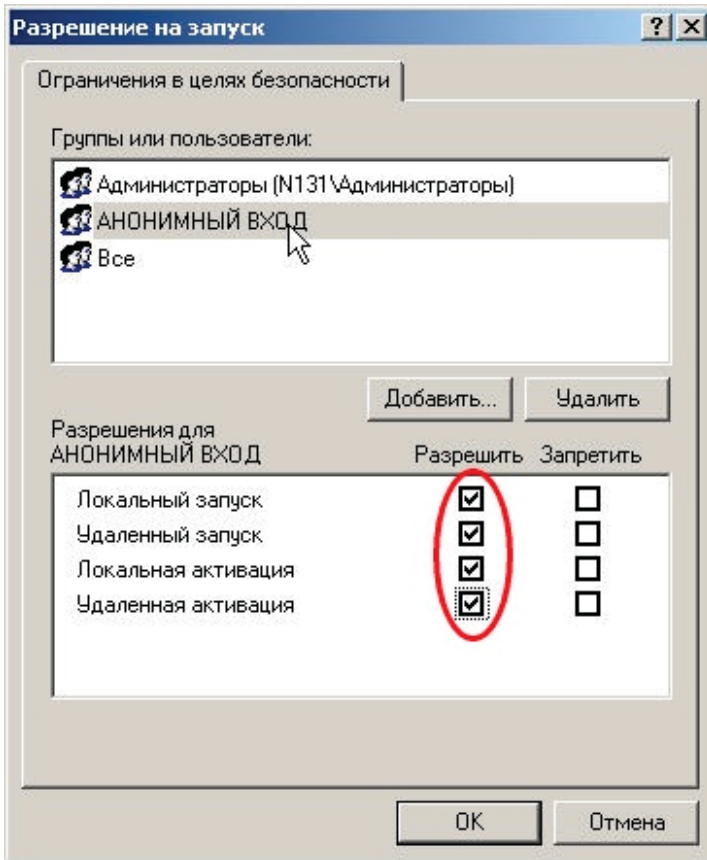 Разрешение на запуск
Ограничения в целях безопасности
Группы или пользователи:
Администраторы (N131\Администраторы)
АНОНИМНЫЙ ВХОД
Все
Добавить... Удалить
Разрешения для
АНОНИМНЫЙ ВХОД Разрешить Запретить
Локальный запуск
Удаленный запуск
Локальная активация
Удаленная активация
OK Отмена